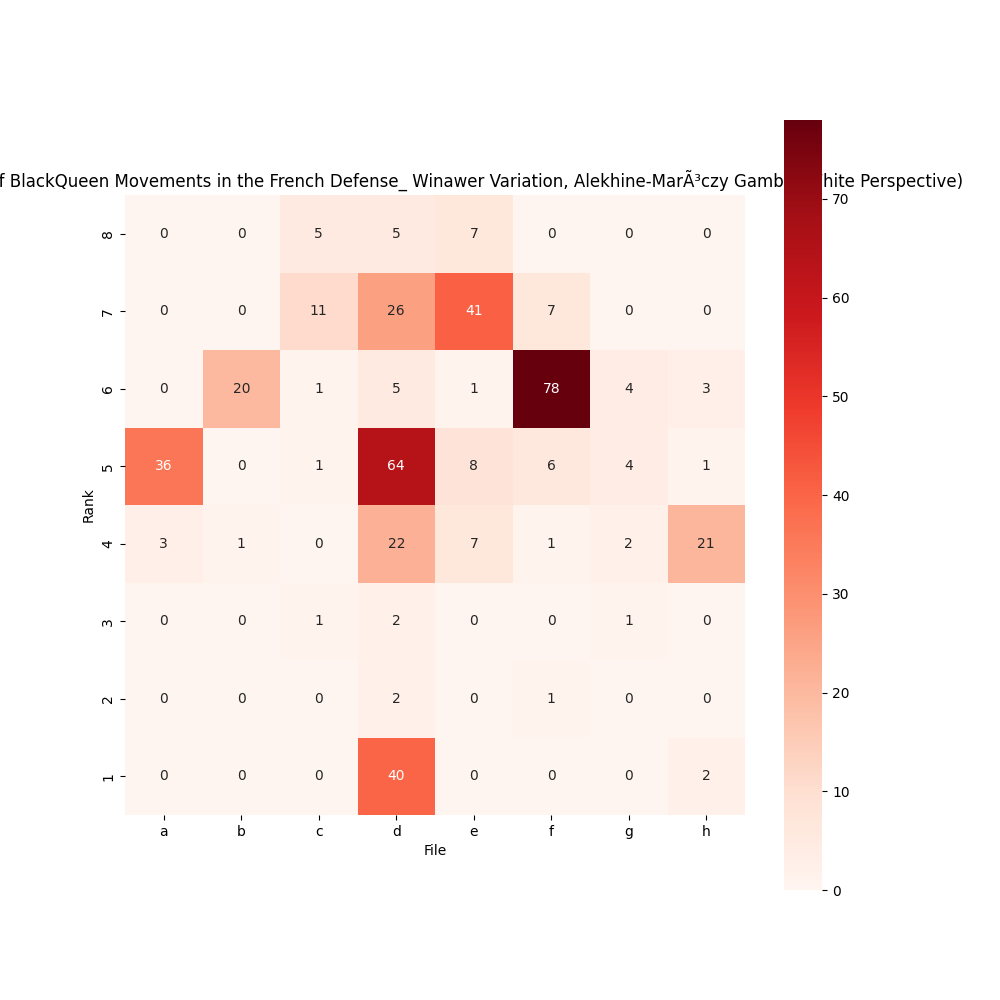 f BlackQueen Movements in the French Defense_ Winawer Variation, Alekhine-MarÃ³czy Gamb hite Perspective)
8 0 0 5 5 7 0 0 0
7 0 0 11 26 41 7 0 0
6 0 20 1 5 1 78 4 3
5 36 0 1 64 8 6 4 1
Rank
4 3 1 0 22 7 1 2 21
3 0 0 1 2 0 0 1 0
2 0 0 0 2 0 1 0 0
1 0 0 0 40 0 0 0 2
a b c d e f g h
File
70
60
50
40
30
20
10
0